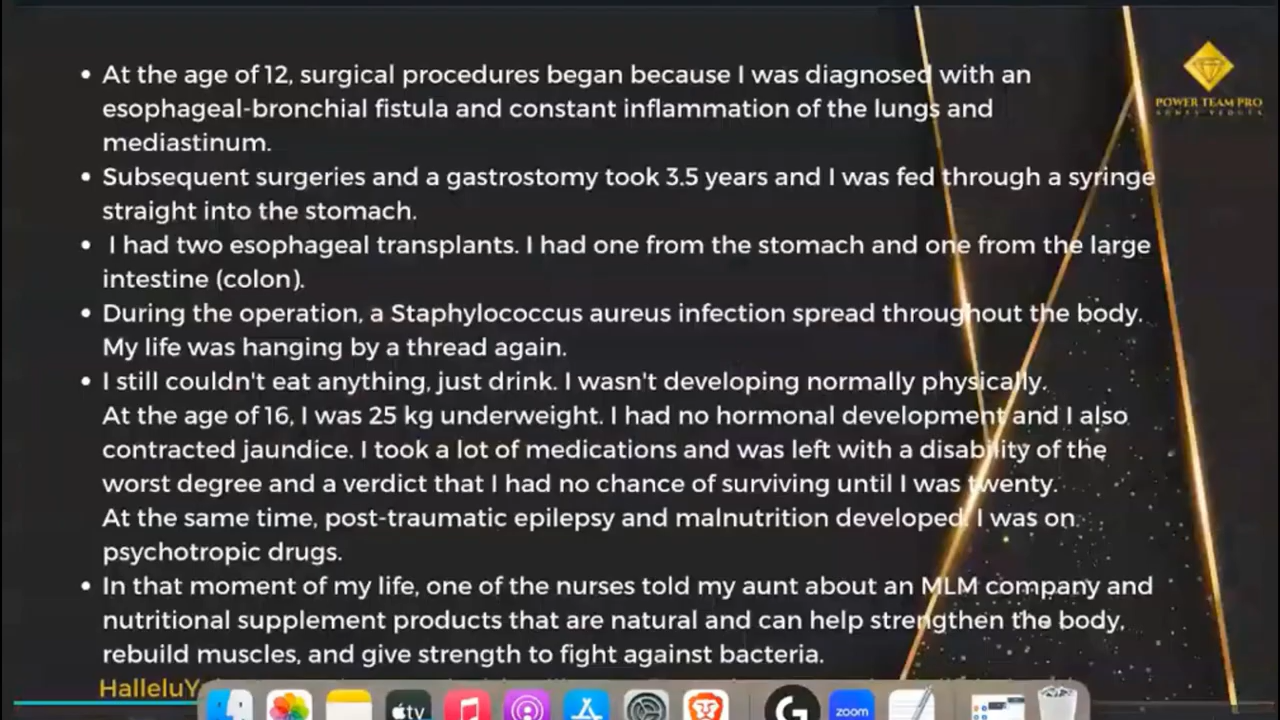 • At the age of 12, surgical procedures began because I was diagnosed with an
esophageal-bronchial fistula and constant inflammation of the lungs and
mediastinum.
• Subsequent surgeries and a gastrostomy took 3.5 years and I was fed through a syringe
straight into the stomach.
• I had two esophageal transplants. I had one from the stomach and one from the large
intestine (colon).
• During the operation, a Staphylococcus aureus infection spread throughout the body.
My life was hanging by a thread again.
• I still couldn't eat anything, just drink. I wasn't developing normally physically.
At the age of 16, I was 25 kg underweight. I had no hormonal development and I also
contracted jaundice. I took a lot of medications and was left with a disability of the
worst degree and a verdict that I had no chance of surviving until I was twenty.
At the same time, post-traumatic epilepsy and malnutrition developed. I was on
psychotropic drugs.
• In that moment of my life, one of the nurses told my aunt about an MLM company and
nutritional supplement products that are natural and can help strengthen the body,
rebuild muscles, and give strength to fight against bacteria.
HalleluY
POWER TEAM PRO
tv
zoom